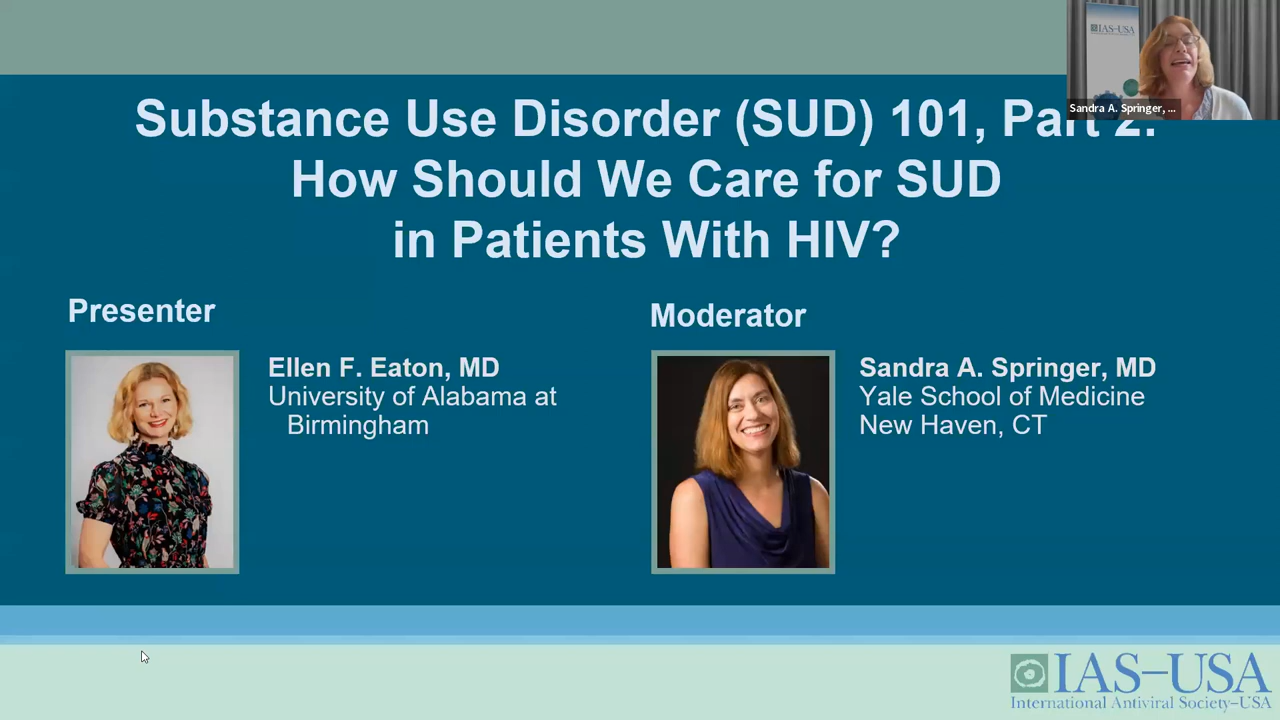 IAS–USA
Sandra A. Springer, ...
Substance Use Disorder (SUD) 101, Part 2:
How Should We Care for SUD
in Patients With HIV?
Presenter
Moderator
Ellen F. Eaton, MD
University of Alabama at
Birmingham
Sandra A. Springer, MD
Yale School of Medicine
New Haven, CT
IAS–USA
International Antiviral Society–USA